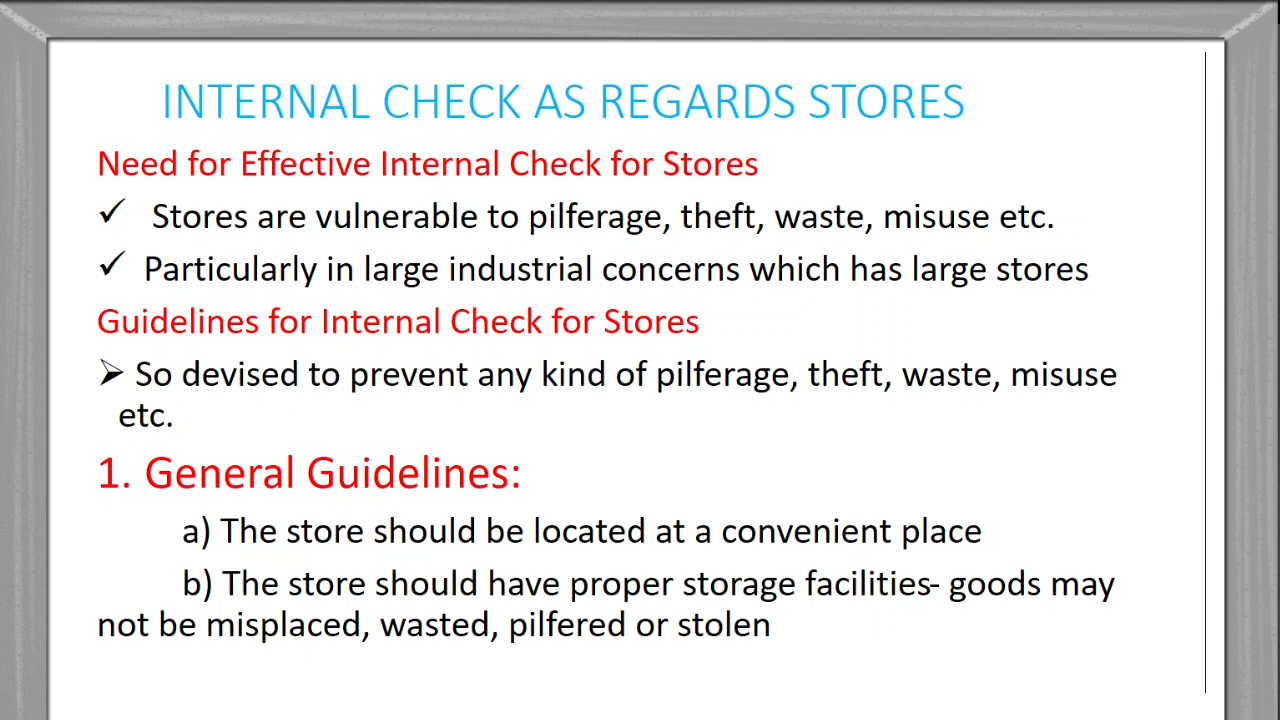 INTERNAL CHECK AS REGARDS STORES
Need for Effective Internal Check for Stores
✓ Stores are vulnerable to pilferage, theft, waste, misuse etc.
✓ Particularly in large industrial concerns which has large stores
Guidelines for Internal Check for Stores
➢ So devised to prevent any kind of pilferage, theft, waste, misuse
etc.
1. General Guidelines:
a) The store should be located at a convenient place
b) The store should have proper storage facilities- goods may
not be misplaced, wasted, pilfered or stolen